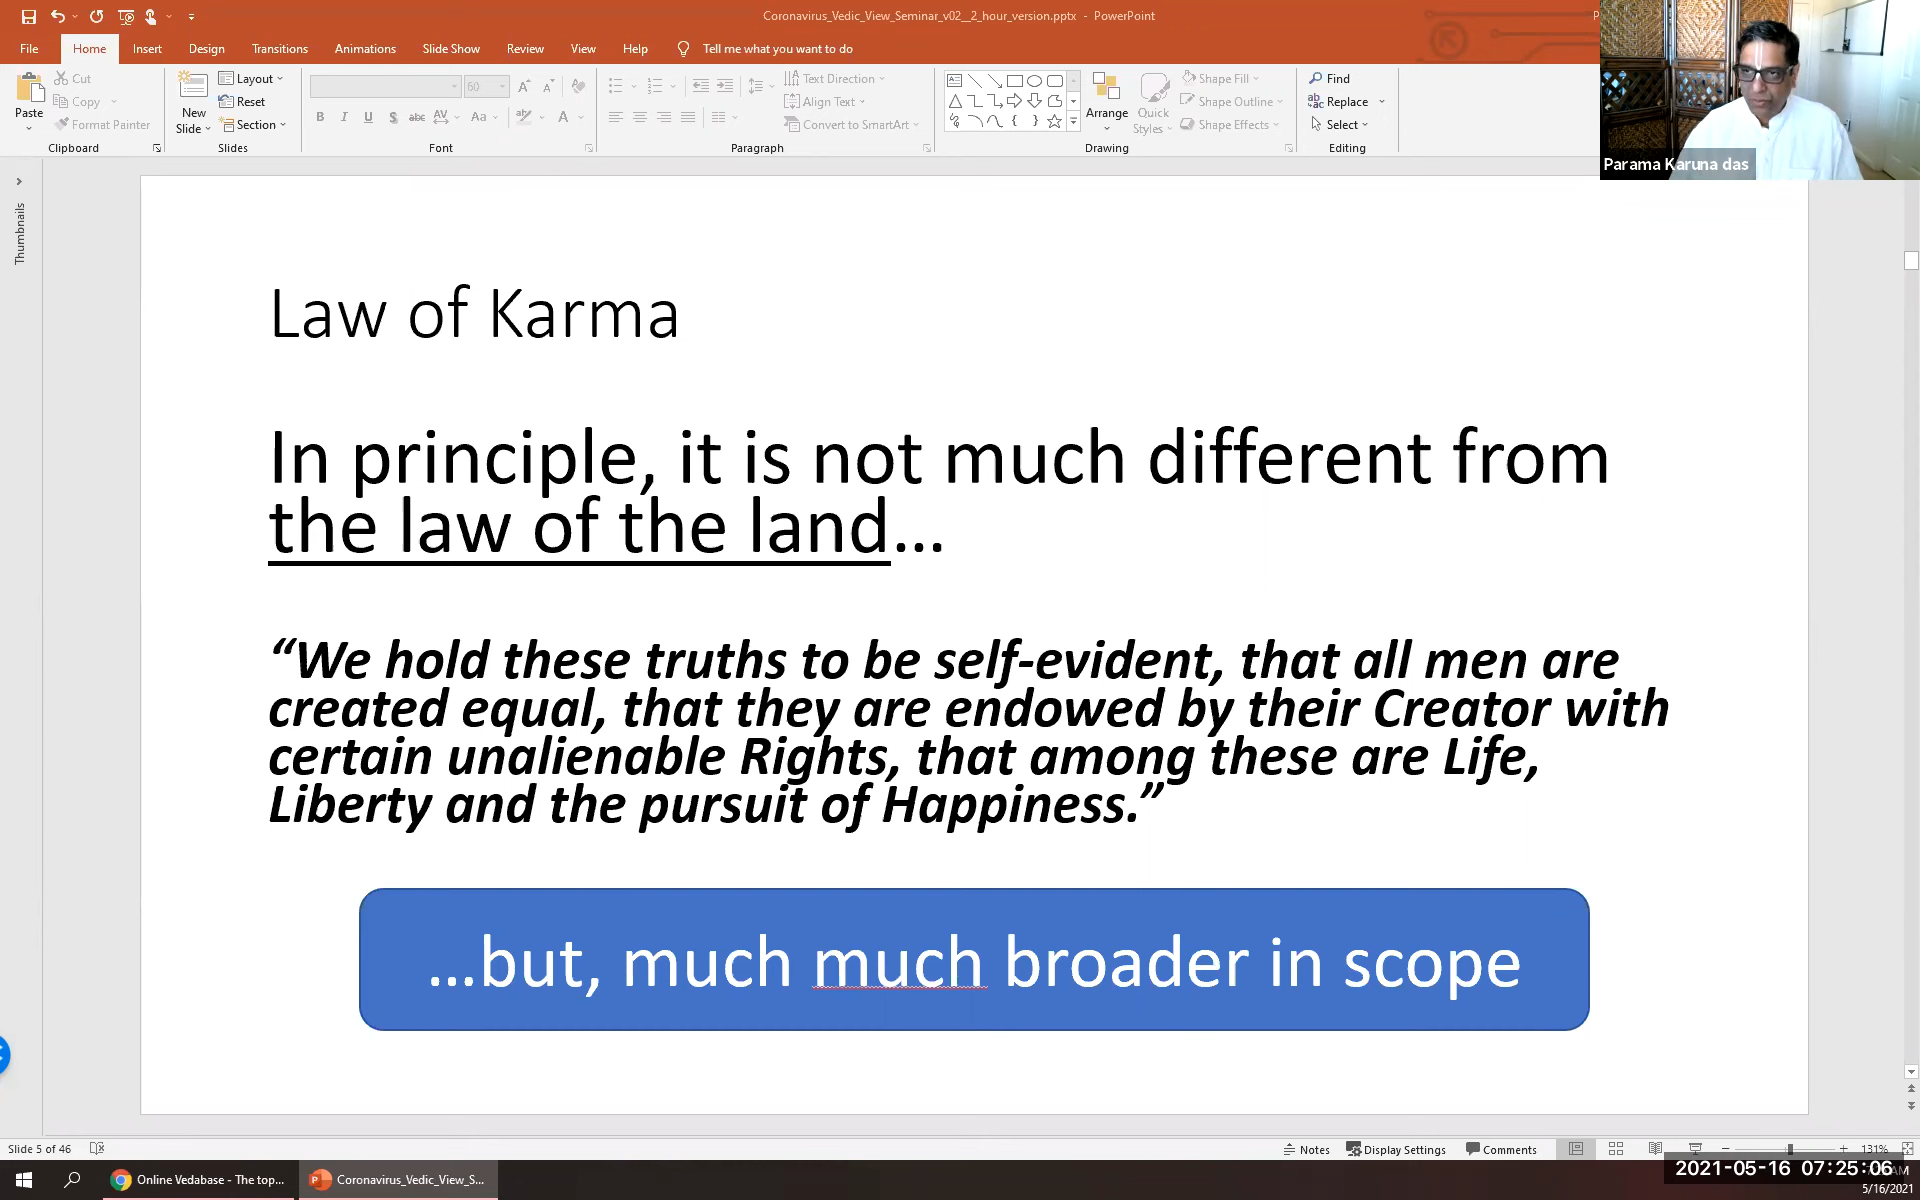 Coronavirus_Vedic_View_Seminar_v02__2_hour_version.pptx - PowerPoint
File Home Insert Design Transitions Animations Slide Show Review View Help Tell me what you want to do
Paste
Cut
Copy
Format Painter
Clipboard
New
Slide
Layout
Reset
Section
Slides
60
B I U S abc AV Aa A
Font
Text Direction
Align Text
Convert to SmartArt
Paragraph
Arrange
Quick
Styles
Shape Fill
Shape Outline
Shape Effects
Drawing
Find
Replace
Select
Editing
Parama Karuna das
Thumbnails
Law of Karma
In principle, it is not much different from
the law of the land...
“We hold these truths to be self-evident, that all men are
created equal, that they are endowed by their Creator with
certain unalienable Rights, that among these are Life,
Liberty and the pursuit of Happiness.”
...but, much much broader in scope
Slide 5 of 46
Notes Display Settings Comments 131%
Online Vedabase - The top...
Coronavirus_Vedic_View_S...
2021-05-16 07:25:06
5/16/2021